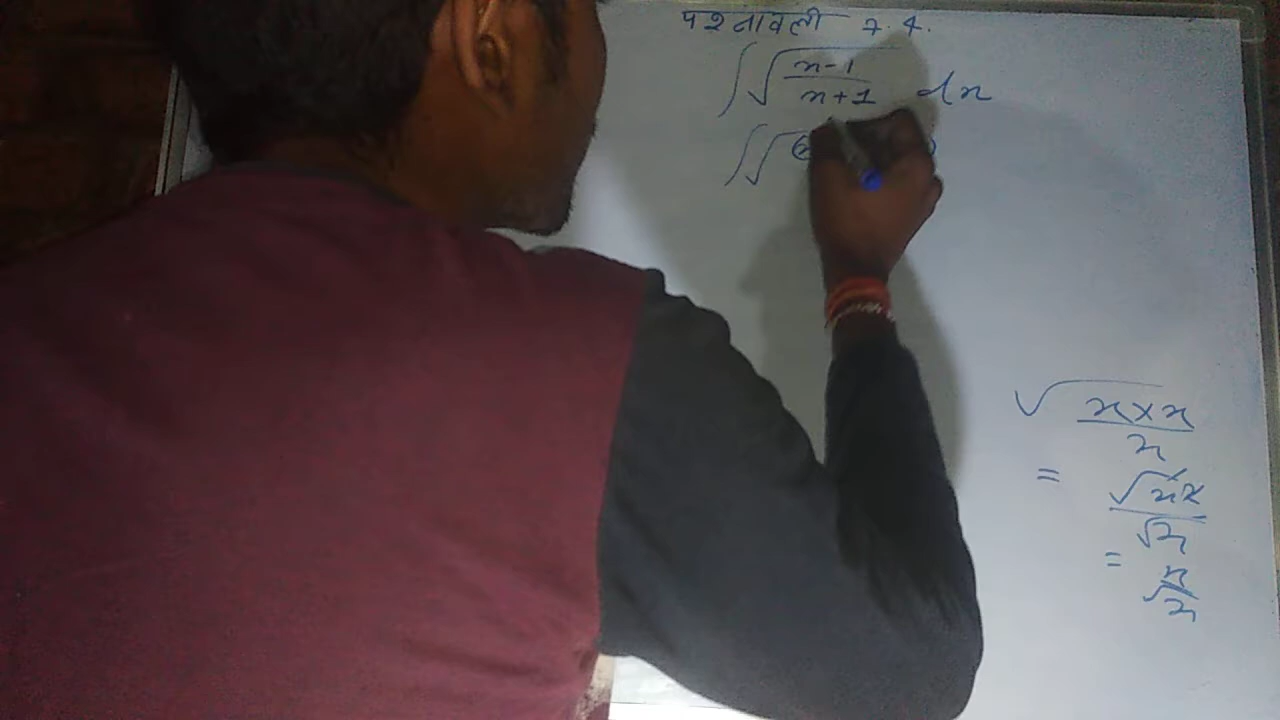 प्रश्नावली 7.4.
∫√((x-1)/(x+1)) dx
∫√(
√((x×x)/x)
= √(x×x)/√x
= x/√x